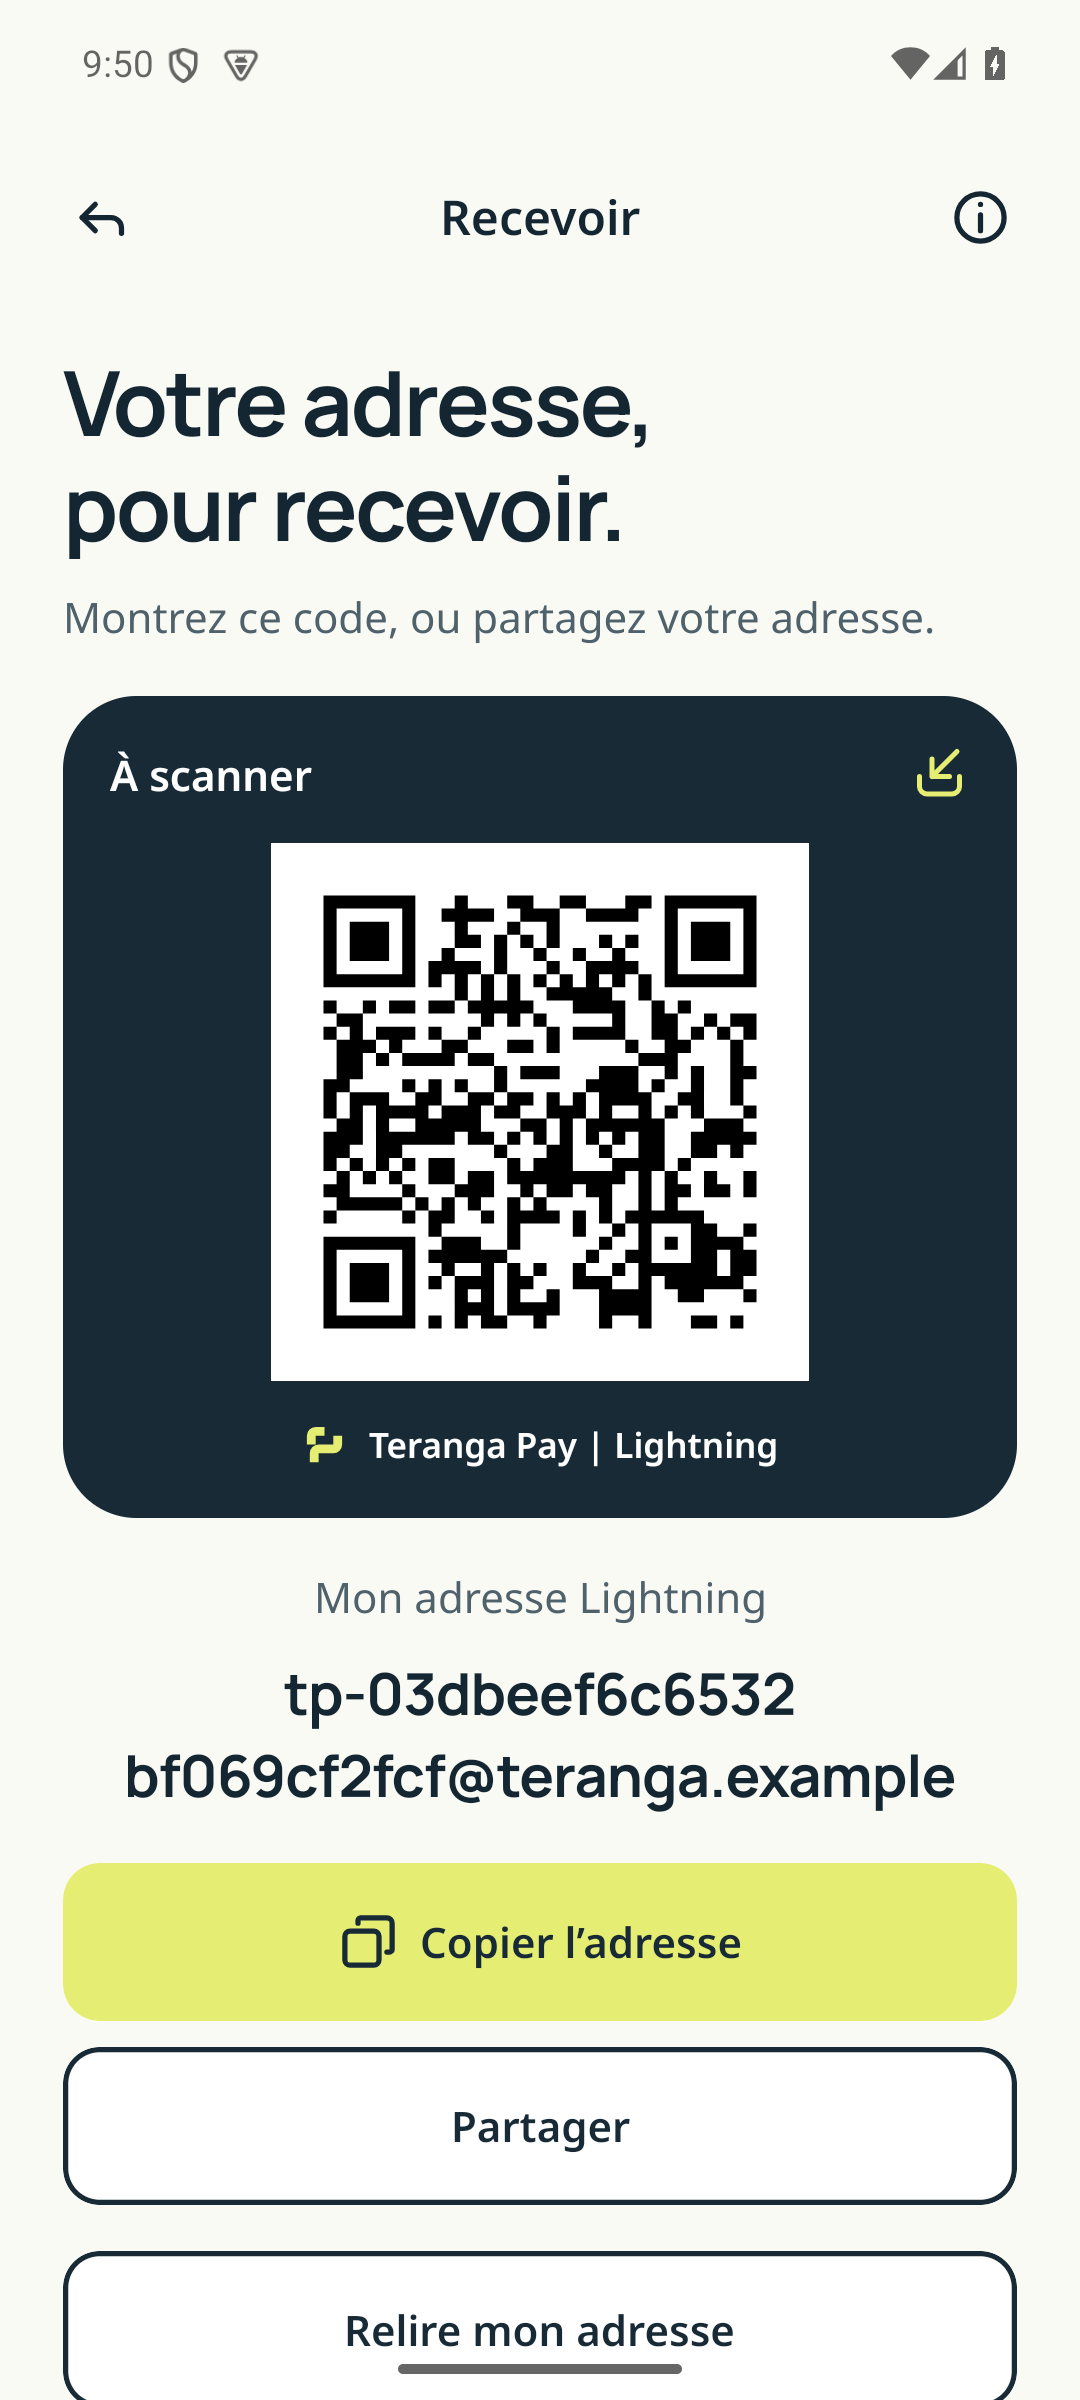 9:50
Recevoir
Votre adresse,
pour recevoir.
Montrez ce code, ou partagez votre adresse.
À scanner
Teranga Pay | Lightning
Mon adresse Lightning
tp-03dbeef6c6532
bf069cf2fcf@teranga.example
Copier l’adresse
Partager
Relire mon adresse